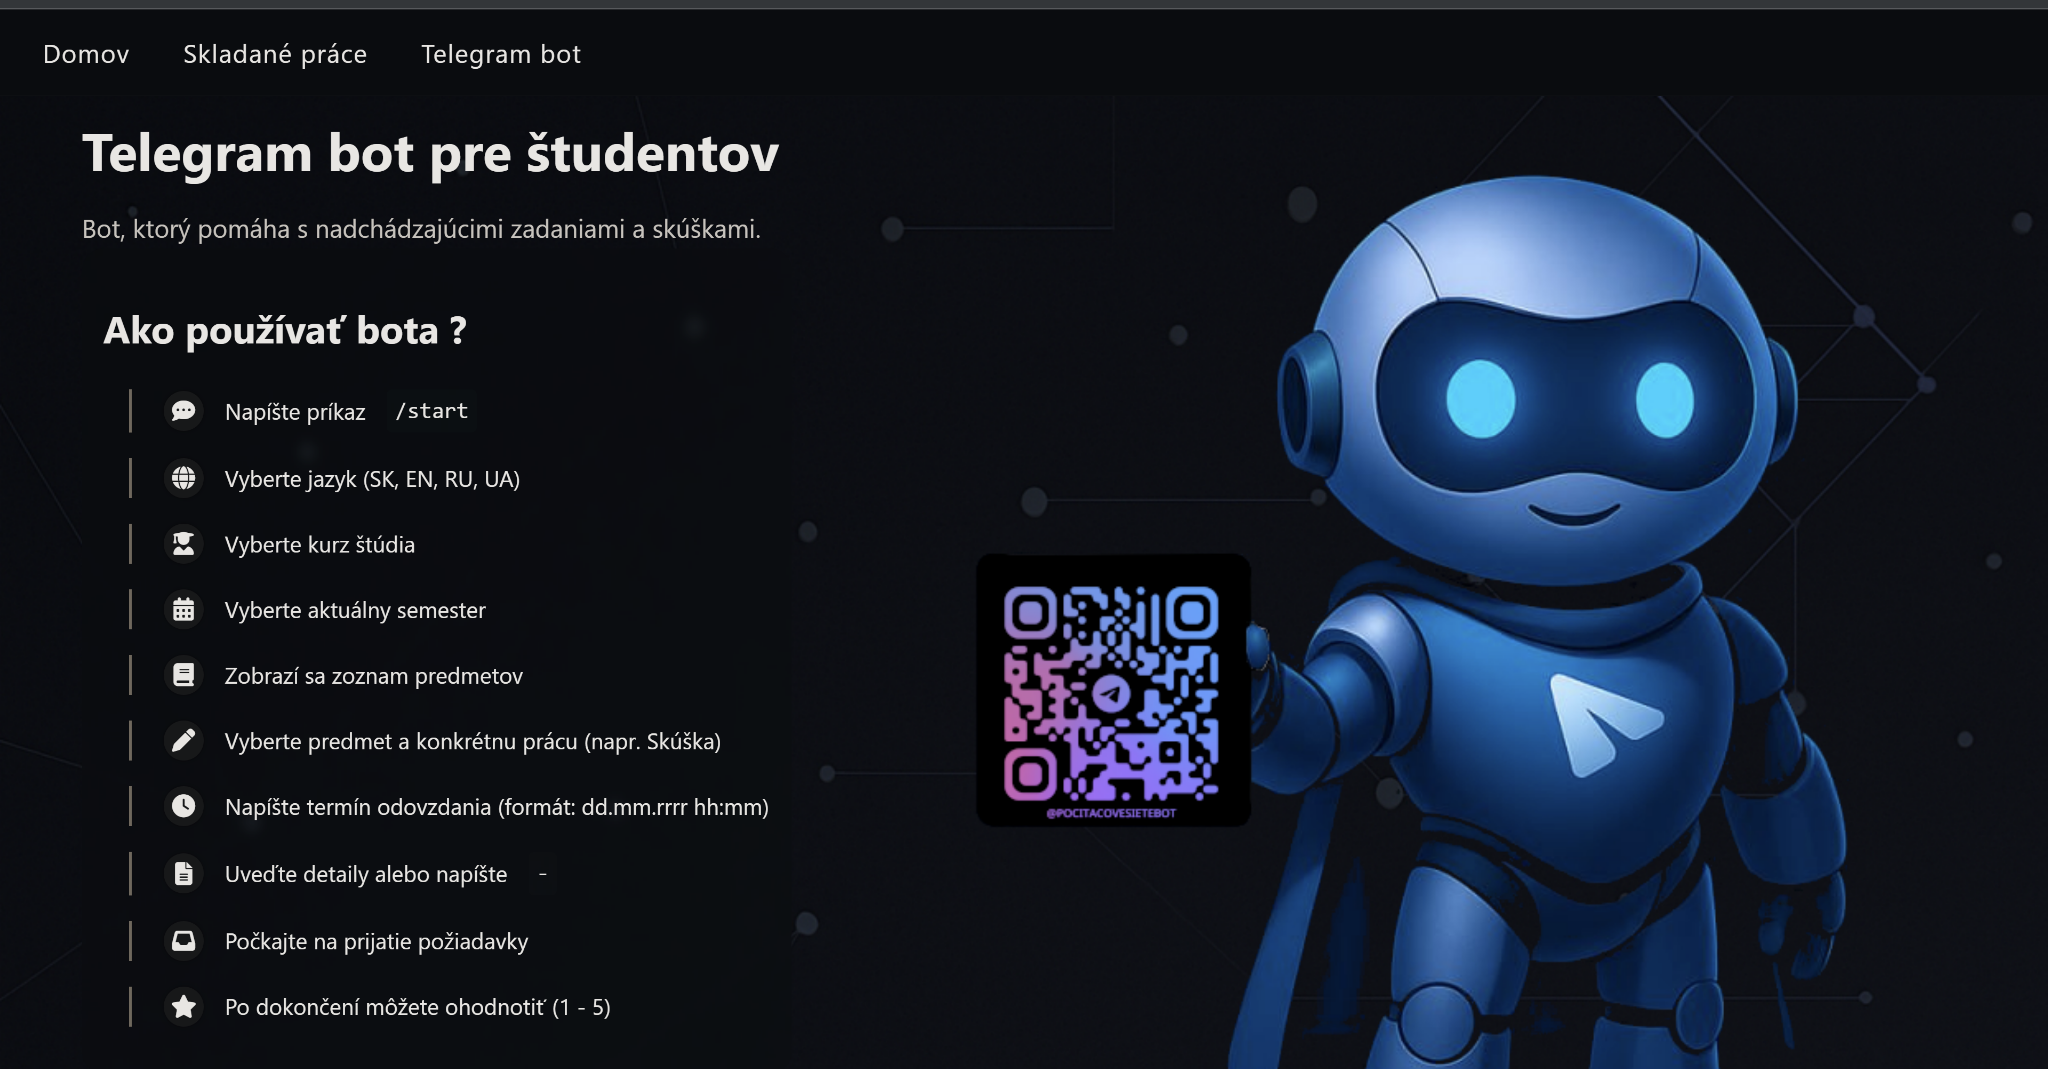 Domov Skladané práce Telegram bot
Telegram bot pre študentov
Bot, ktorý pomáha s nadchádzajúcimi zadaniami a skúškami.
Ako používať bota ?
Napíšte príkaz /start
Vyberte jazyk (SK, EN, RU, UA)
Vyberte kurz štúdia
Vyberte aktuálny semester
Zobrazí sa zoznam predmetov
Vyberte predmet a konkrétnu prácu (napr. Skúška)
Napíšte termín odovzdania (formát: dd.mm.rrrr hh:mm)
Uveďte detaily alebo napíšte -
Počkajte na prijatie požiadavky
Po dokončení môžete ohodnotiť (1 - 5)
@POCITACOVESIETEBOT